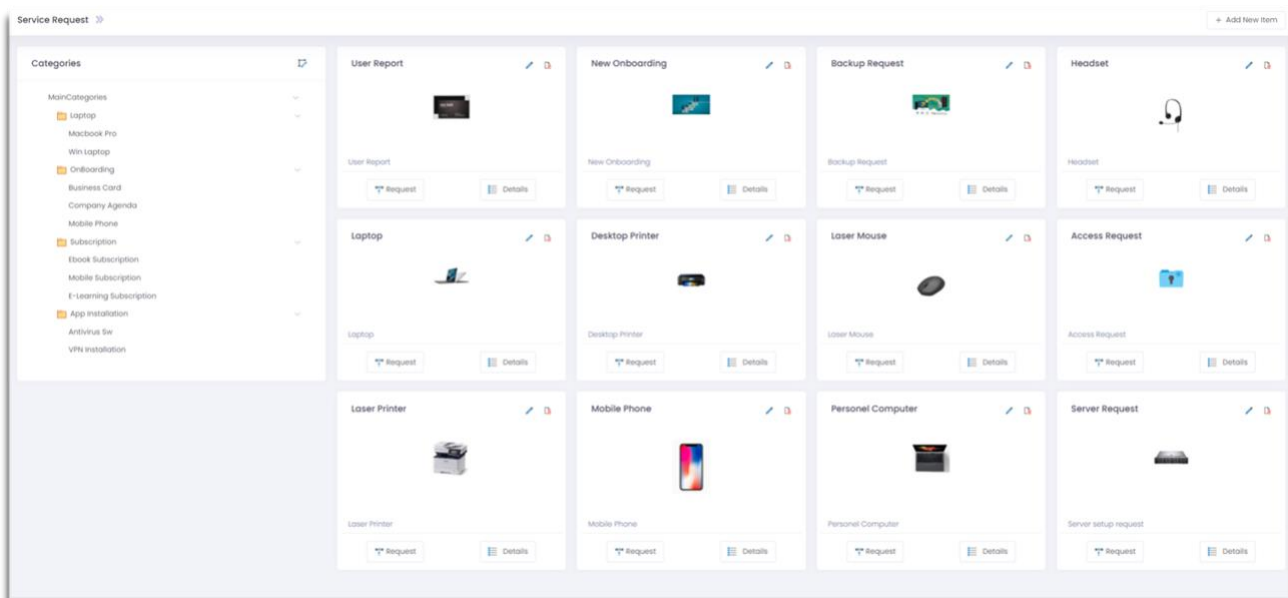 Service Request
+ Add New Item
Categories
MainCategories
Laptop
Macbook Pro
Win Laptop
OnBoarding
Business Card
Company Agenda
Mobile Phone
Subscription
Ebook Subscription
Mobile Subscription
E-Learning Subscription
App Installation
Antivirus Sw
VPN Installation
User Report
User Report
Request Details
New Onboarding
New Onboarding
Request Details
Backup Request
Backup Request
Request Details
Headset
Headset
Request Details
Laptop
Laptop
Request Details
Desktop Printer
Desktop Printer
Request Details
Laser Mouse
Laser Mouse
Request Details
Access Request
Access Request
Request Details
Laser Printer
Laser Printer
Request Details
Mobile Phone
Mobile Phone
Request Details
Personel Computer
Personel Computer
Request Details
Server Request
Server setup request
Request Details